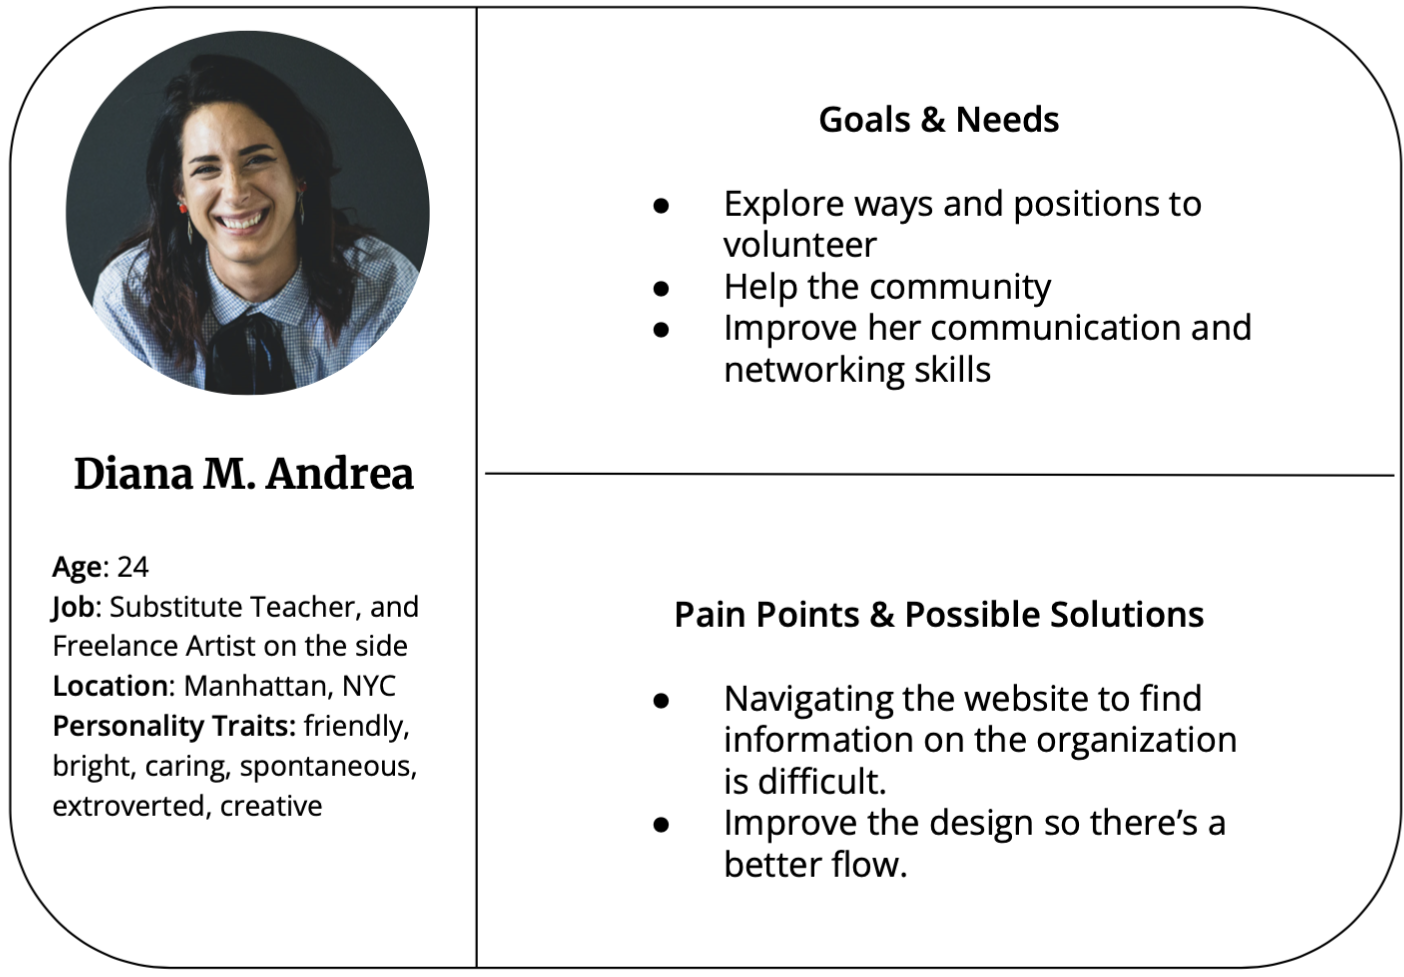 Diana M. Andrea
Age: 24
Job: Substitute Teacher, and
Freelance Artist on the side
Location: Manhattan, NYC
Personality Traits: friendly,
bright, caring, spontaneous,
extroverted, creative
Goals & Needs
● Explore ways and positions to
volunteer
● Help the community
● Improve her communication and
networking skills
Pain Points & Possible Solutions
● Navigating the website to find
information on the organization
is difficult.
● Improve the design so there’s a
better flow.